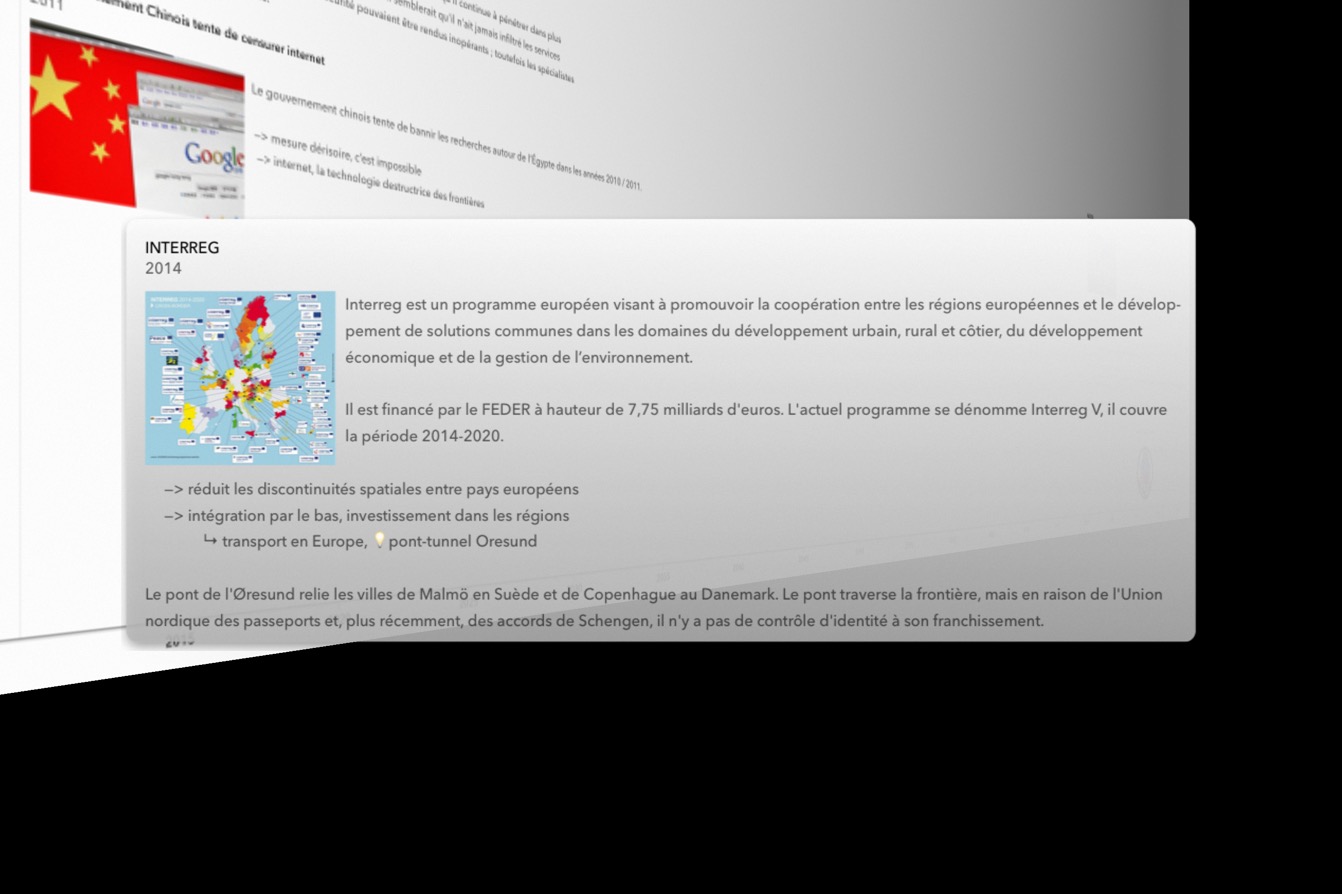 2011
ment Chinois tente de censurer internet
il continue à pénétrer dans plus
semblerait qu'il n'ait jamais infiltré les services
pouvaient être rendus inopérants ; toutefois les spécialistes
Le gouvernement chinois tente de bannir les recherches autour de l'Égypte dans les années 2010 / 2011.
—> mesure dérisoire, c'est impossible
—> internet, la technologie destructrice des frontières
Google
INTERREG
2014
Interreg est un programme européen visant à promouvoir la coopération entre les régions européennes et le dévelop-
pement de solutions communes dans les domaines du développement urbain, rural et côtier, du développement
économique et de la gestion de l'environnement.
Il est financé par le FEDER à hauteur de 7,75 milliards d'euros. L'actuel programme se dénomme Interreg V, il couvre
la période 2014-2020.
—> réduit les discontinuités spatiales entre pays européens
—> intégration par le bas, investissement dans les régions
↳ transport en Europe, 💡pont-tunnel Oresund
Le pont de l'Øresund relie les villes de Malmö en Suède et de Copenhague au Danemark. Le pont traverse la frontière, mais en raison de l'Union
nordique des passeports et, plus récemment, des accords de Schengen, il n'y a pas de contrôle d'identité à son franchissement.
2015